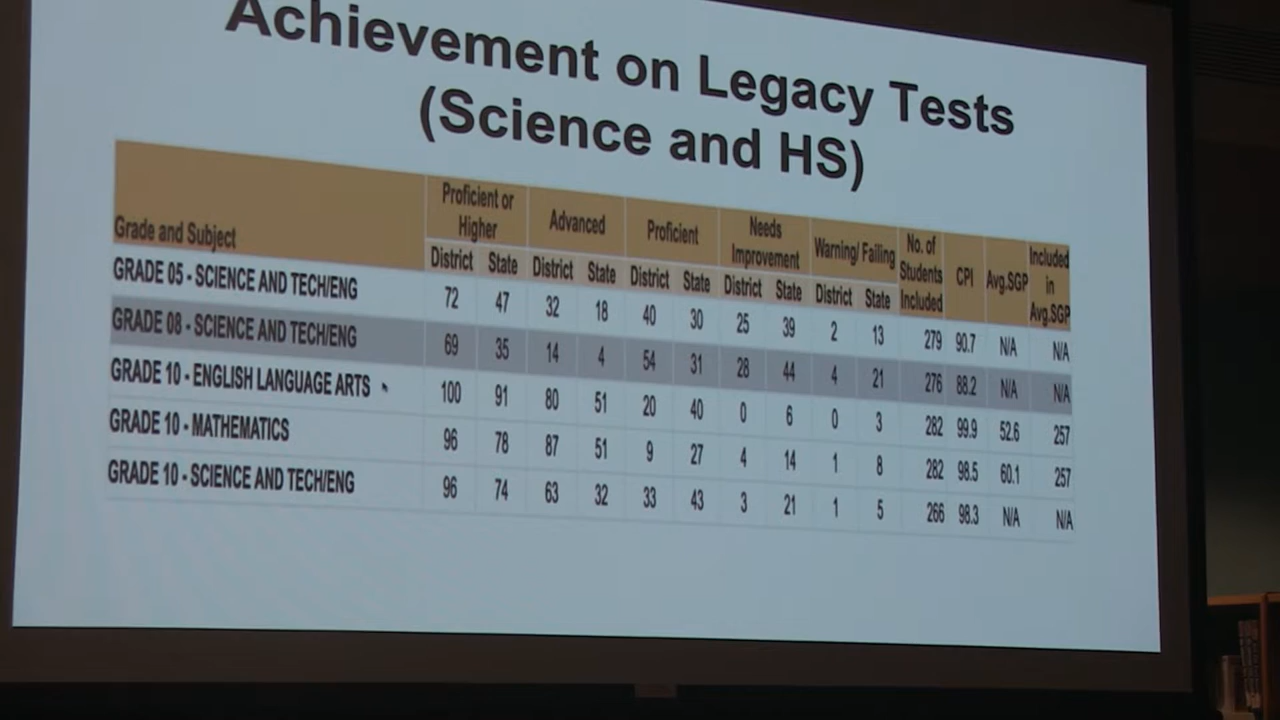 Achievement on Legacy Tests
(Science and HS)
Grade and Subject Proficient or Higher Advanced Proficient Needs Improvement Warning/ Failing No. of Students Included CPI Avg.SGP Included in Avg.SGP
District State District State District State District State District State
GRADE 05 - SCIENCE AND TECH/ENG 72 47 32 18 40 30 25 39 2 13 279 90.7 N/A N/A
GRADE 08 - SCIENCE AND TECH/ENG 69 35 14 4 54 31 28 44 4 21 276 88.2 N/A N/A
GRADE 10 - ENGLISH LANGUAGE ARTS 100 91 80 51 20 40 0 6 0 3 282 99.9 52.6 257
GRADE 10 - MATHEMATICS 96 78 87 51 9 27 4 14 1 8 282 98.5 60.1 257
GRADE 10 - SCIENCE AND TECH/ENG 96 74 63 32 33 43 3 21 1 5 266 98.3 N/A N/A